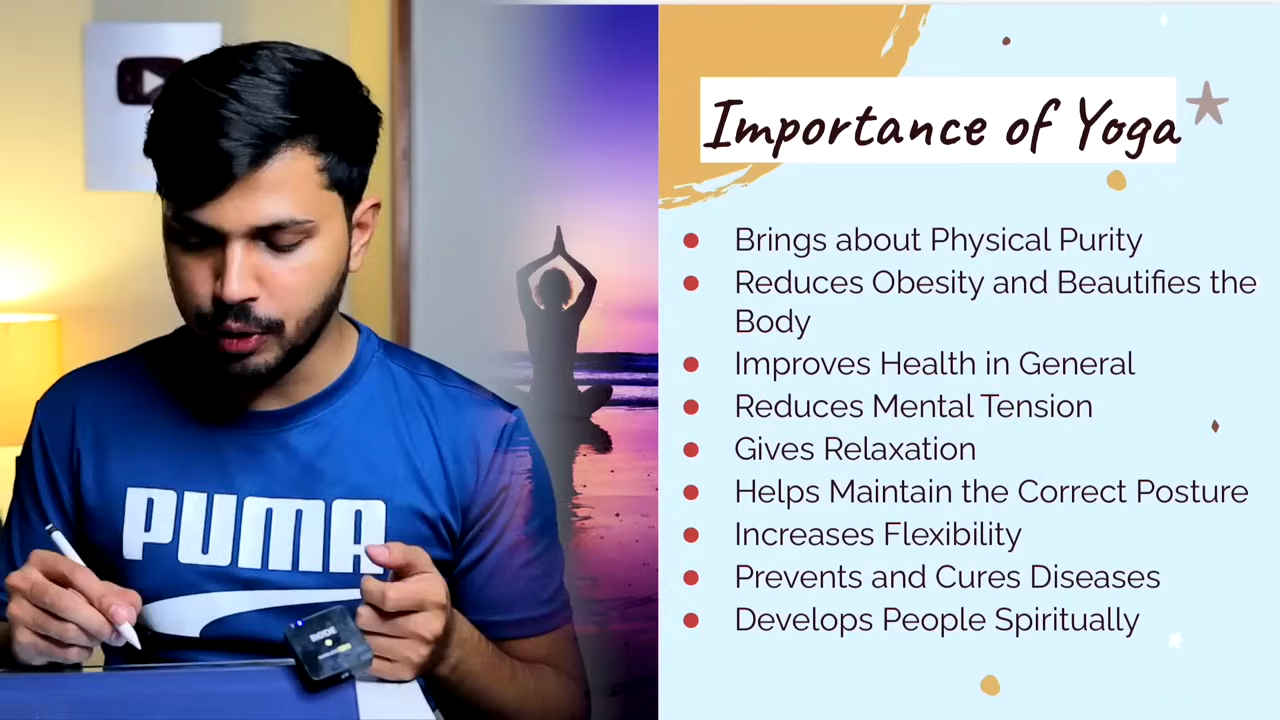 PUMA
RODE
Importance of Yoga
Brings about Physical Purity
Reduces Obesity and Beautifies the
Body
Improves Health in General
Reduces Mental Tension
Gives Relaxation
Helps Maintain the Correct Posture
Increases Flexibility
Prevents and Cures Diseases
Develops People Spiritually